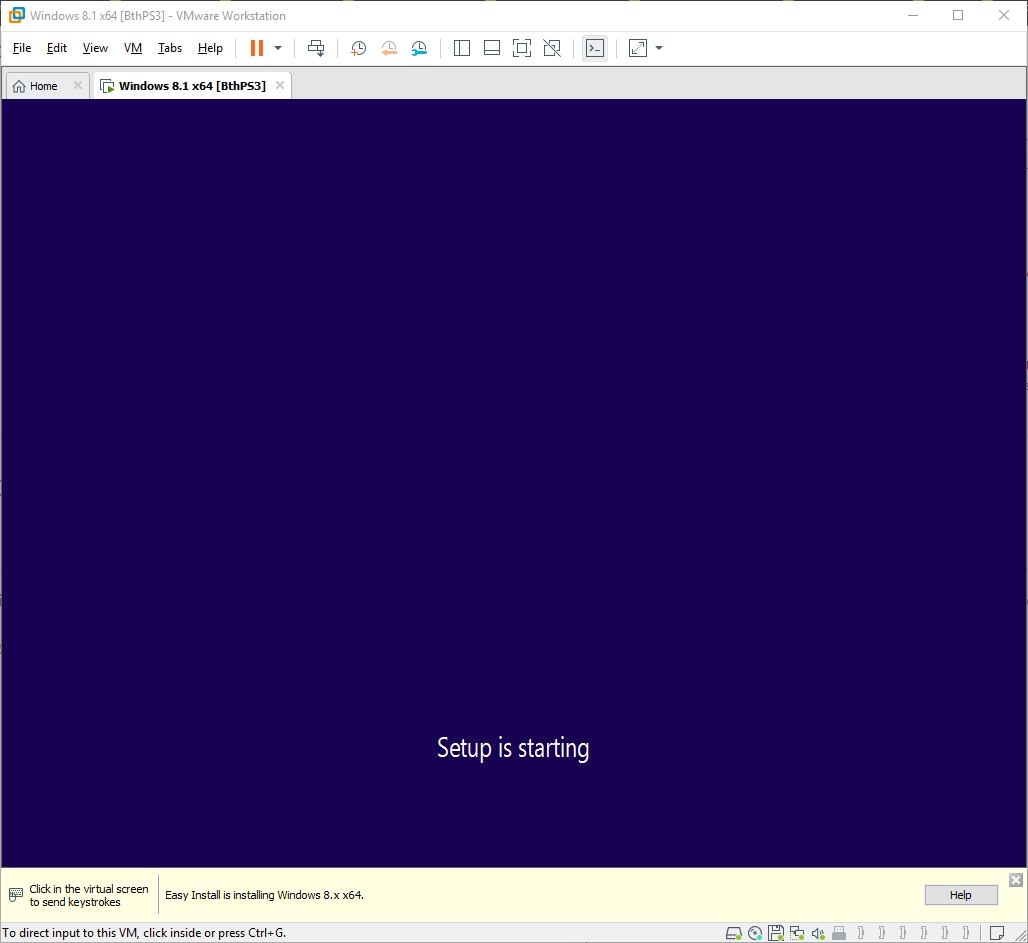 Windows 8.1 x64 [BthPS3] - VMware Workstation
File Edit View VM Tabs Help
Home
Windows 8.1 x64 [BthPS3]
Setup is starting
Click in the virtual screen
to send keystrokes
Easy Install is installing Windows 8.x x64.
Help
To direct input to this VM, click inside or press Ctrl+G.